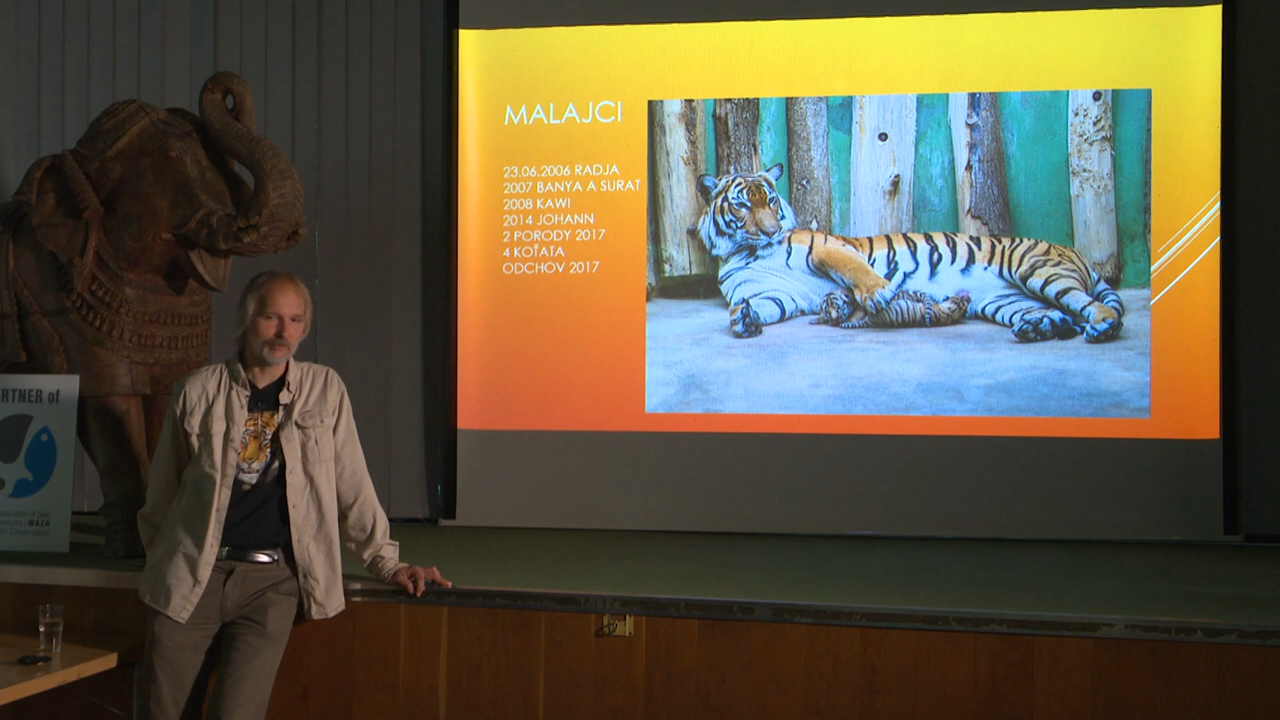 MALAJCI
23.06.2006 RADJA
2007 BANYA A SURAT
2008 KAWI
2014 JOHANN
2 PORODY 2017
4 KOŤATA
ODCHOV 2017
RTNER of
WAZA